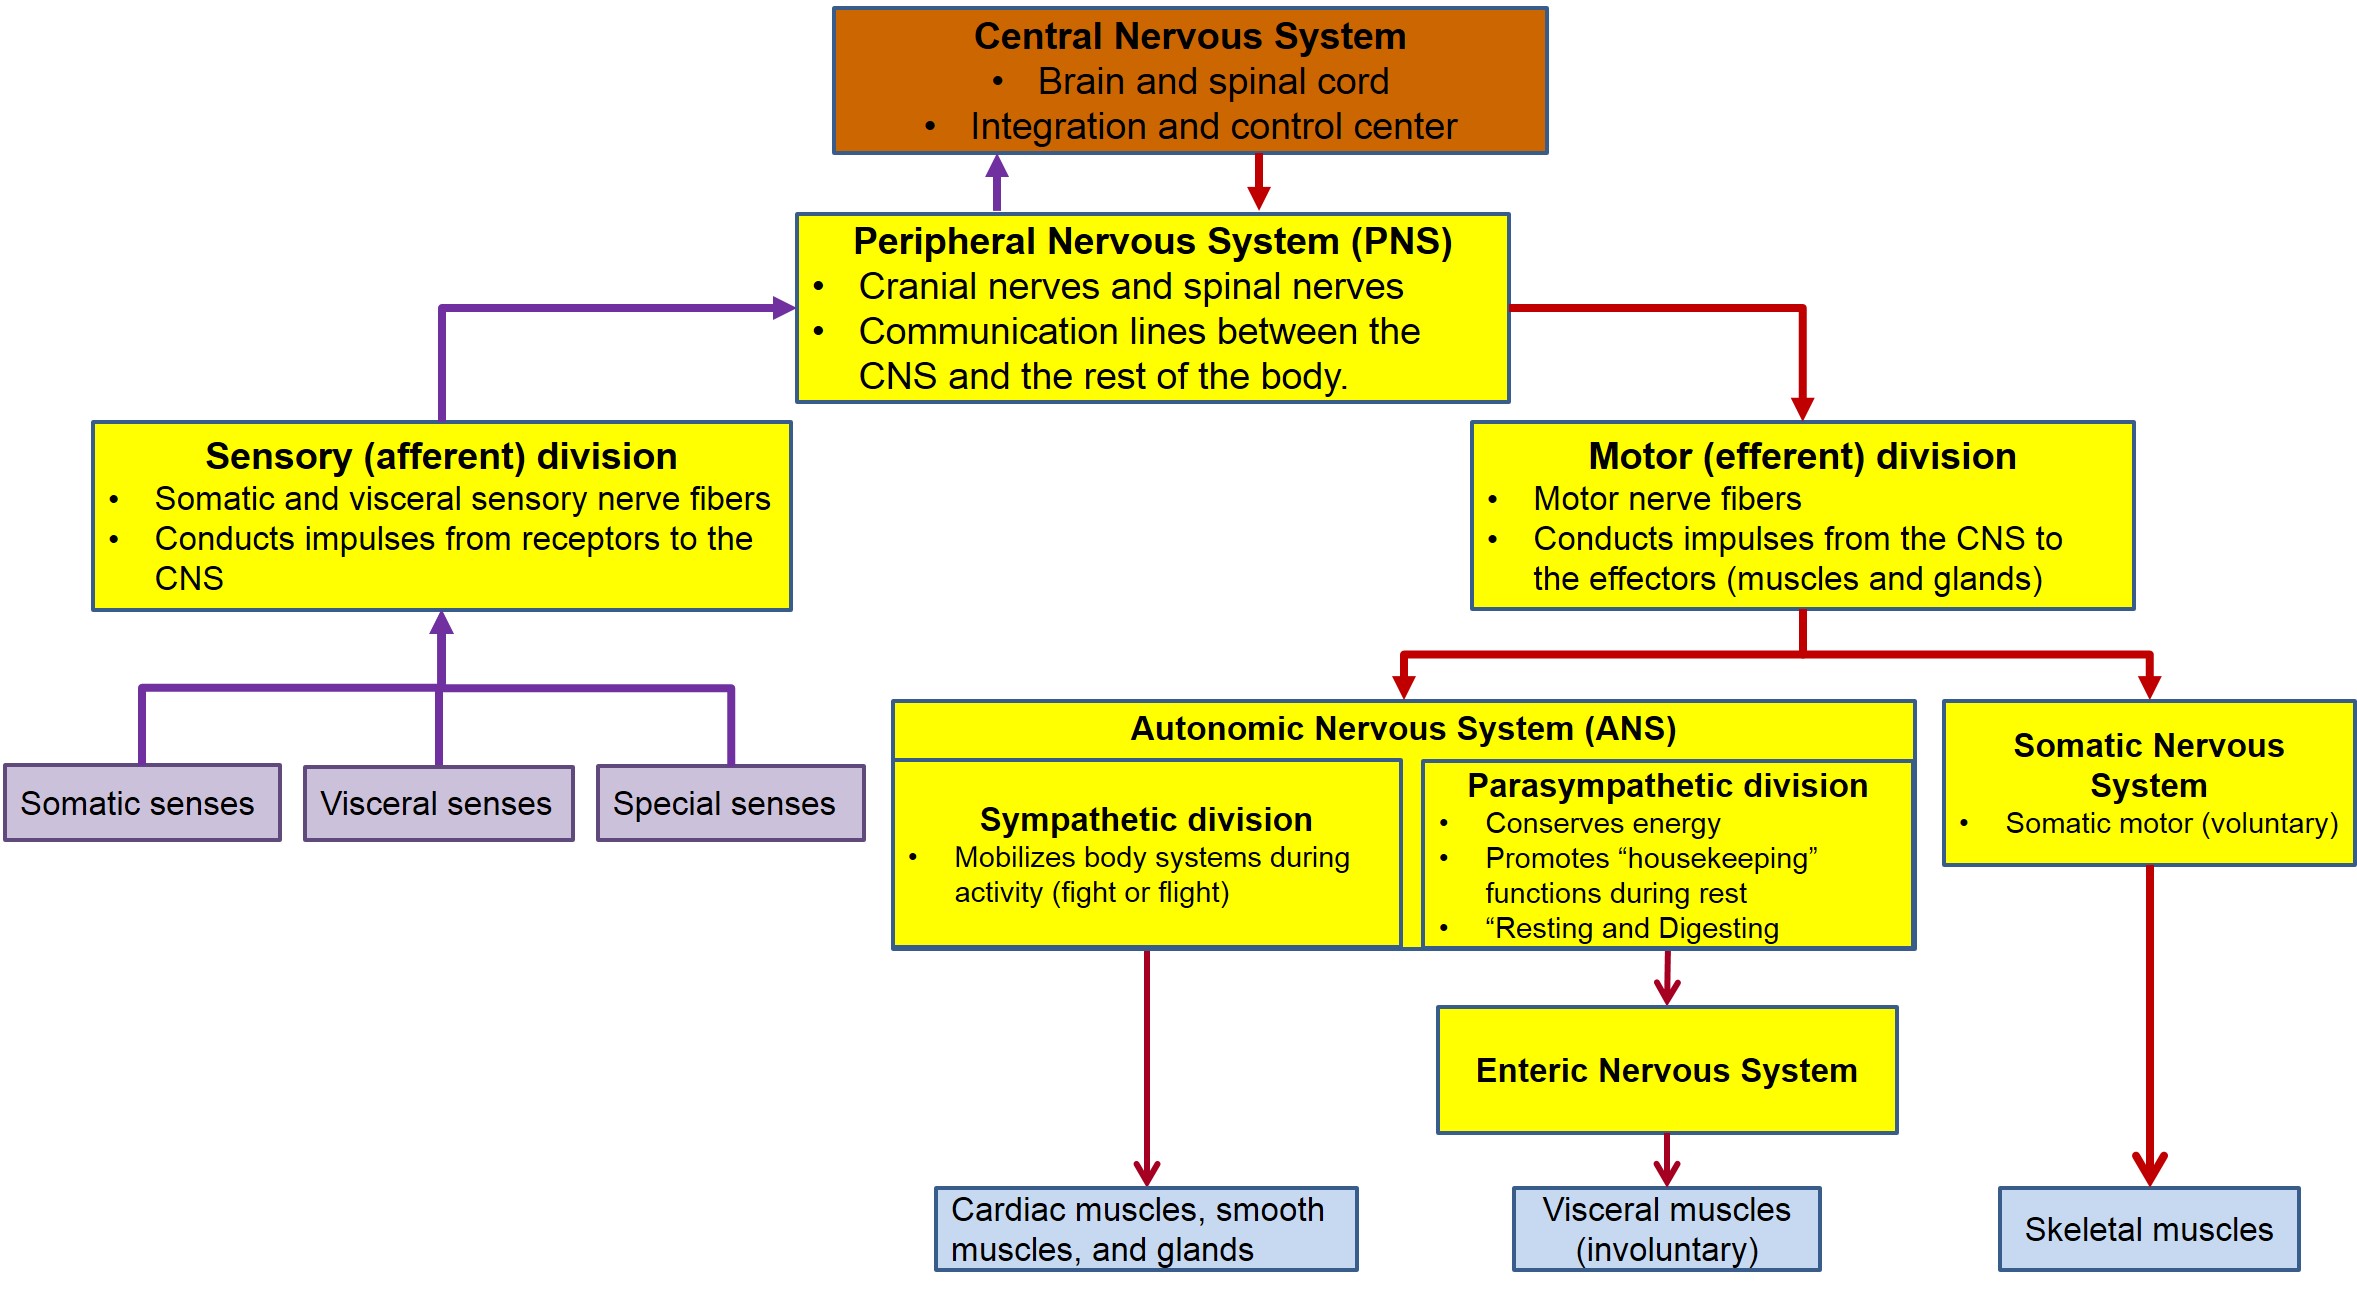 Central Nervous System
• Brain and spinal cord
• Integration and control center
Peripheral Nervous System (PNS)
• Cranial nerves and spinal nerves
• Communication lines between the
CNS and the rest of the body.
Sensory (afferent) division
• Somatic and visceral sensory nerve fibers
• Conducts impulses from receptors to the
CNS
Motor (efferent) division
• Motor nerve fibers
• Conducts impulses from the CNS to
the effectors (muscles and glands)
Somatic senses
Visceral senses
Special senses
Autonomic Nervous System (ANS)
Sympathetic division
• Mobilizes body systems during
activity (fight or flight)
Parasympathetic division
• Conserves energy
• Promotes “housekeeping”
functions during rest
• “Resting and Digesting
Somatic Nervous
System
• Somatic motor (voluntary)
Enteric Nervous System
Cardiac muscles, smooth
muscles, and glands
Visceral muscles
(involuntary)
Skeletal muscles